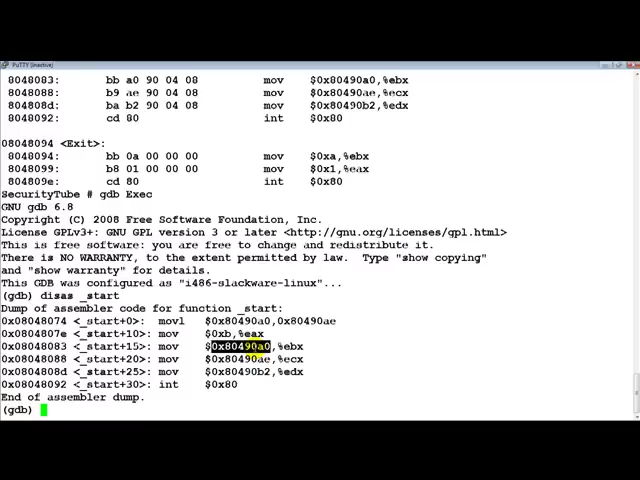 PuTTY (inactive)
8048083: bb a0 90 04 08 mov $0x80490a0,%ebx
8048088: b9 ae 90 04 08 mov $0x80490ae,%ecx
804808d: ba b2 90 04 08 mov $0x80490b2,%edx
8048092: cd 80 int $0x80
08048094 <Exit>:
8048094: bb 0a 00 00 00 mov $0xa,%ebx
8048099: b8 01 00 00 00 mov $0x1,%eax
804809e: cd 80 int $0x80
SecurityTube # gdb Exec
GNU gdb 6.8
Copyright (C) 2008 Free Software Foundation, Inc.
License GPLv3+: GNU GPL version 3 or later <http://gnu.org/licenses/gpl.html>
This is free software: you are free to change and redistribute it.
There is NO WARRANTY, to the extent permitted by law.  Type "show copying"
and "show warranty" for details.
This GDB was configured as "i486-slackware-linux"...
(gdb) disas _start
Dump of assembler code for function _start:
0x08048074 <_start+0>: movl $0x80490a0,0x80490ae
0x0804807e <_start+10>: mov $0xb,%eax
0x08048083 <_start+15>: mov $0x80490a0,%ebx
0x08048088 <_start+20>: mov $0x80490ae,%ecx
0x0804808d <_start+25>: mov $0x80490b2,%edx
0x08048092 <_start+30>: int $0x80
End of assembler dump.
(gdb)